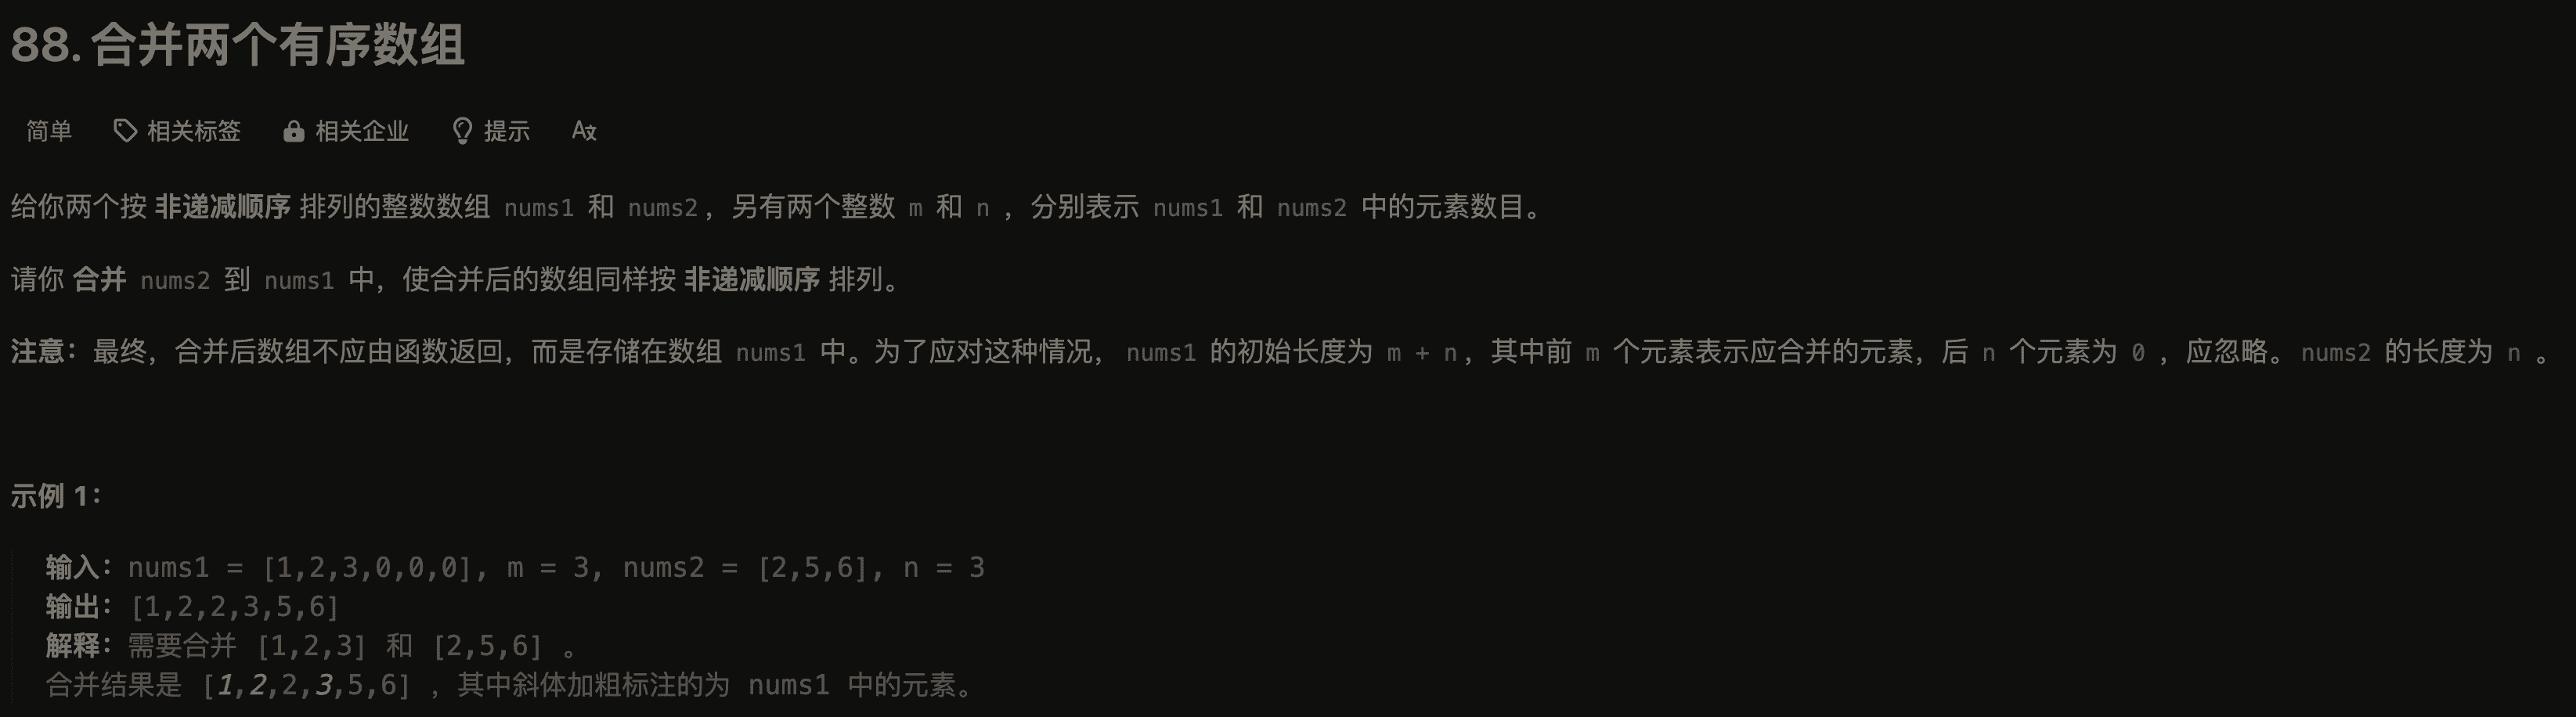 88. 合并两个有序数组
简单 相关标签 相关企业 提示 Aあ
给你两个按 非递减顺序 排列的整数数组 nums1 和 nums2，另有两个整数 m 和 n ，分别表示 nums1 和 nums2 中的元素数目。
请你 合并 nums2 到 nums1 中，使合并后的数组同样按 非递减顺序 排列。
注意：最终，合并后数组不应由函数返回，而是存储在数组 nums1 中。为了应对这种情况， nums1 的初始长度为 m + n，其中前 m 个元素表示应合并的元素，后 n 个元素为 0 ，应忽略。nums2 的长度为 n 。
示例 1：
输入：nums1 = [1,2,3,0,0,0], m = 3, nums2 = [2,5,6], n = 3
输出：[1,2,2,3,5,6]
解释：需要合并 [1,2,3] 和 [2,5,6] 。
合并结果是 [1,2,2,3,5,6] ，其中斜体加粗标注的为 nums1 中的元素。